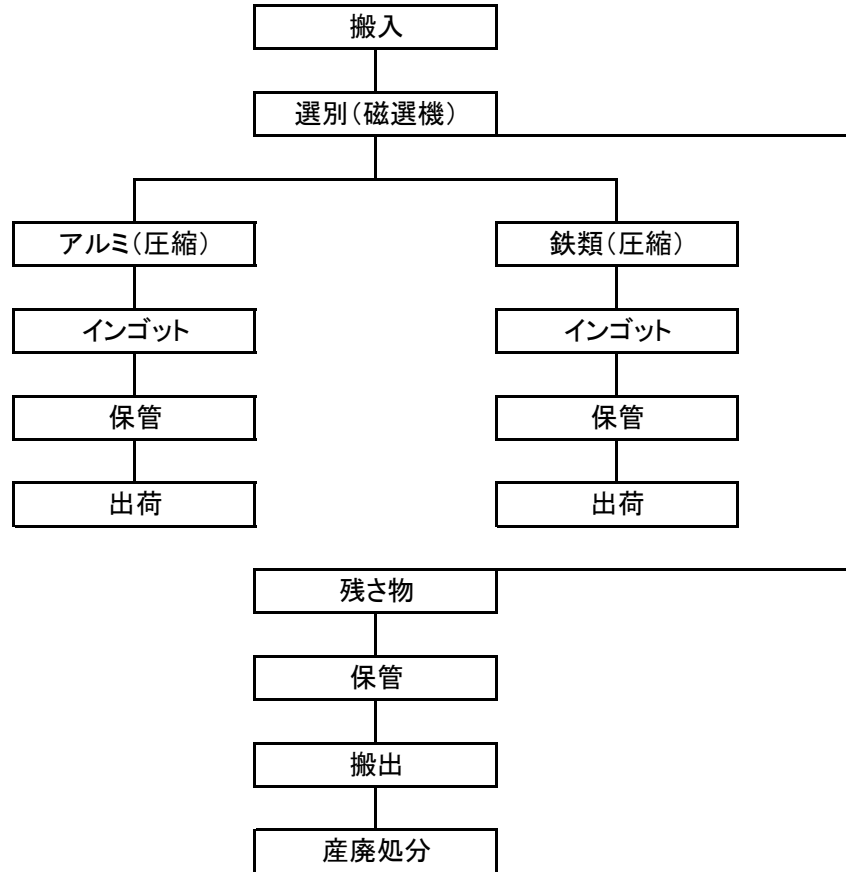 搬入
選別（磁選機）
アルミ（圧縮）
鉄類（圧縮）
インゴット
インゴット
保管
保管
出荷
出荷
残さ物
保管
搬出
産廃処分